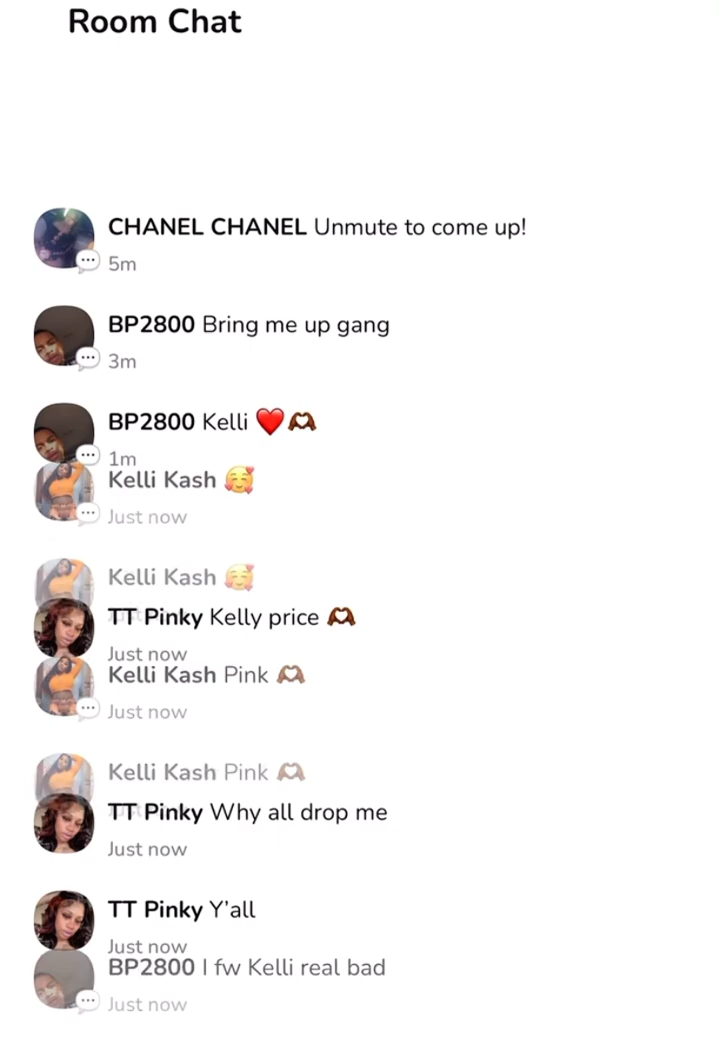 Room Chat
CHANEL CHANEL Unmute to come up!
5m
BP2800 Bring me up gang
3m
BP2800 Kelli ❤️🫶🏾
1m
Kelli Kash 🥰
Just now
Kelli Kash 🥰
TT Pinky Kelly price 🫶🏾
Just now
Kelli Kash Pink 🫶🏽
Just now
Kelli Kash Pink 🫶🏽
TT Pinky Why all drop me
Just now
TT Pinky Y’all
Just now
BP2800 I fw Kelli real bad
Just now